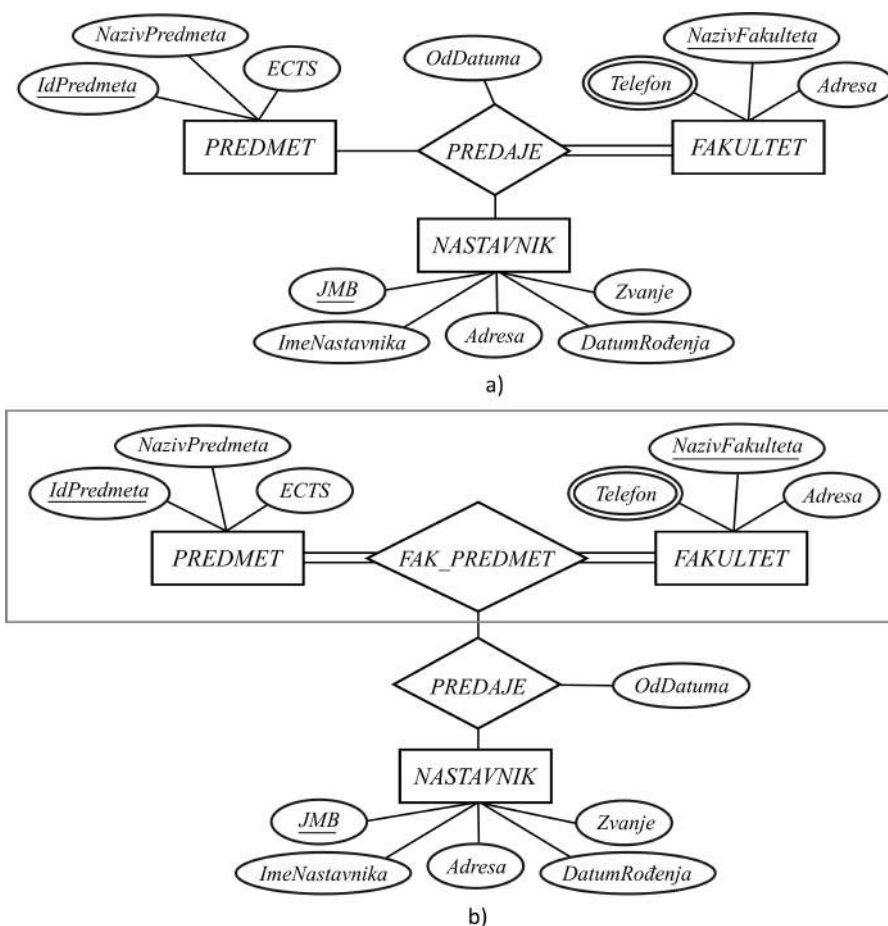 NazivPredmeta
NazivFakulteta
OdDatuma
ECTS
Telefon
IdPredmeta
Adresa
PREDMET
PREDAJE
FAKULTET
NASTAVNIK
JMB
Zvanje
ImeNastavnika
Adresa
DatumRođenja
a)
NazivPredmeta
NazivFakulteta
IdPredmeta
ECTS
Telefon
Adresa
PREDMET
FAK_PREDMET
FAKULTET
PREDAJE
OdDatuma
NASTAVNIK
JMB
Zvanje
ImeNastavnika
Adresa
DatumRođenja
b)